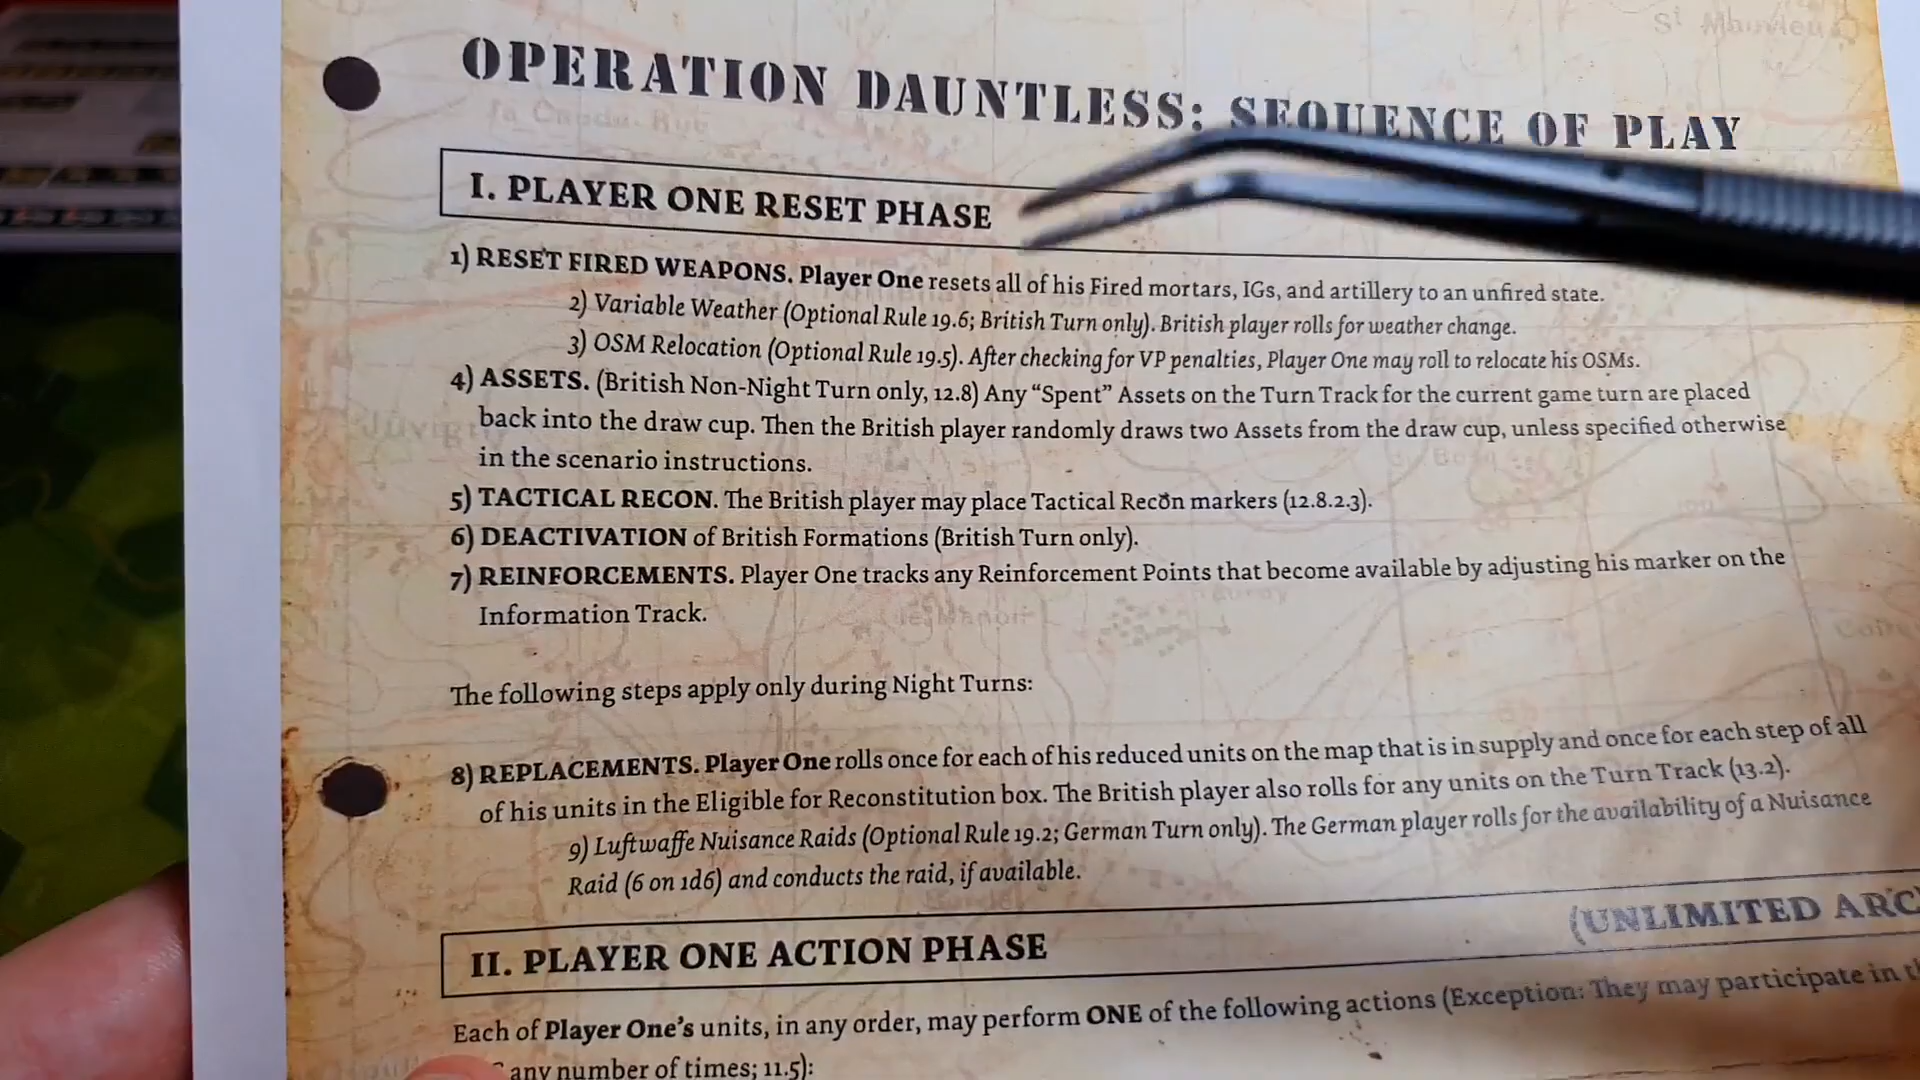 OPERATION DAUNTLESS: SEQUENCE OF PLAY
I. PLAYER ONE RESET PHASE
1) RESET FIRED WEAPONS. Player One resets all of his Fired mortars, IGs, and artillery to an unfired state.
2) Variable Weather (Optional Rule 19.6; British Turn only). British player rolls for weather change.
3) OSM Relocation (Optional Rule 19.5). After checking for VP penalties, Player One may roll to relocate his OSMs.
4) ASSETS. (British Non-Night Turn only, 12.8) Any “Spent” Assets on the Turn Track for the current game turn are placed
back into the draw cup. Then the British player randomly draws two Assets from the draw cup, unless specified otherwise
in the scenario instructions.
5) TACTICAL RECON. The British player may place Tactical Recon markers (12.8.2.3).
6) DEACTIVATION of British Formations (British Turn only).
7) REINFORCEMENTS. Player One tracks any Reinforcement Points that become available by adjusting his marker on the
Information Track.
The following steps apply only during Night Turns:
8) REPLACEMENTS. Player One rolls once for each of his reduced units on the map that is in supply and once for each step of all
of his units in the Eligible for Reconstitution box. The British player also rolls for any units on the Turn Track (13.2).
9) Luftwaffe Nuisance Raids (Optional Rule 19.2; German Turn only). The German player rolls for the availability of a Nuisance
Raid (6 on 1d6) and conducts the raid, if available.
II. PLAYER ONE ACTION PHASE (UNLIMITED
Each of Player One's units, in any order, may perform ONE of the following actions (Exception: They may participate in
any number of times; 11.5):